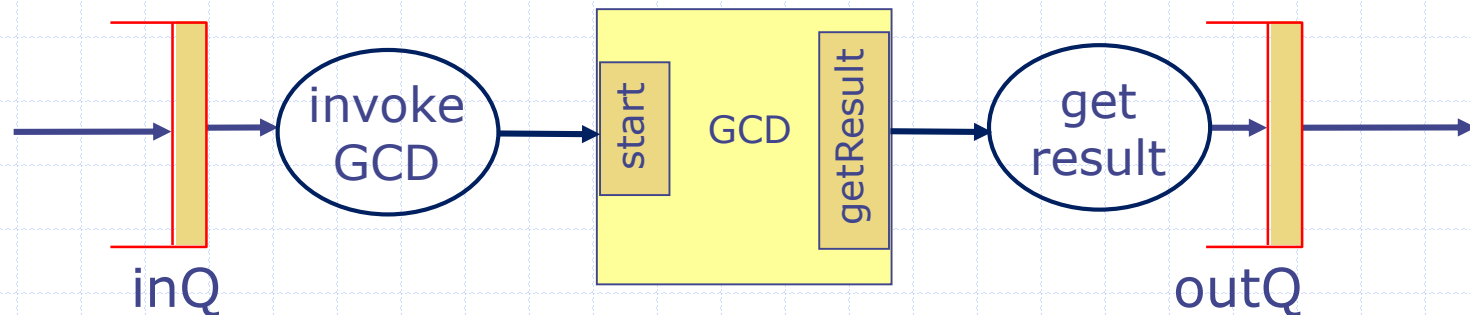 invoke
GCD
start
GCD
getResult
get
result
inQ
outQ